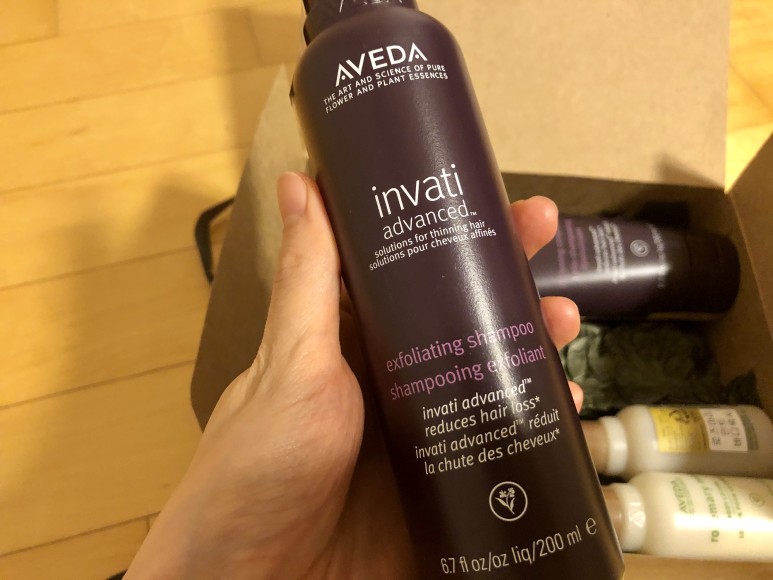 AVEDA
THE ART AND SCIENCE OF PURE
FLOWER AND PLANT ESSENCES
invati
advanced™
solutions for thinning hair
solutions pour cheveux affinés
exfoliating shampoo
shampooing exfoliant
invati advanced™
reduces hair loss*
invati advanced™ réduit
la chute des cheveux*
6.7 fl oz/oz liq/200 ml e
AVEDA